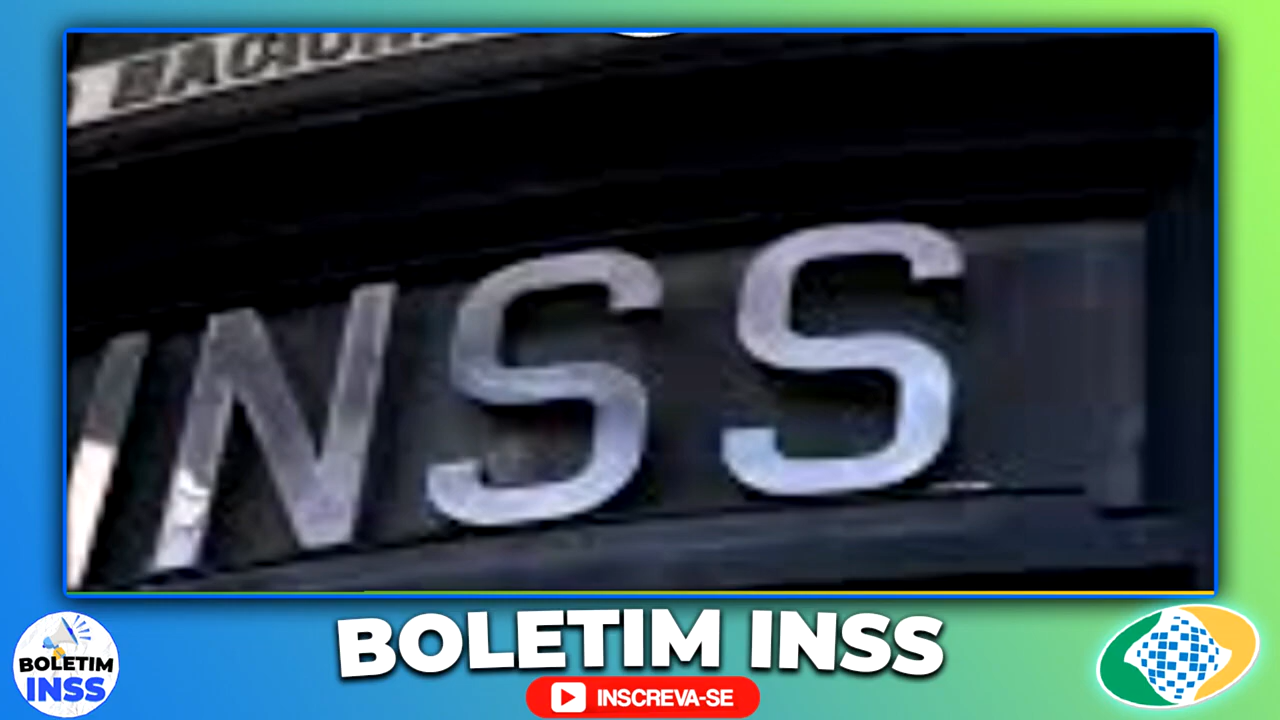 INSS
BOLETIM INSS
INSCREVA-SE
BOLETIM
INSS